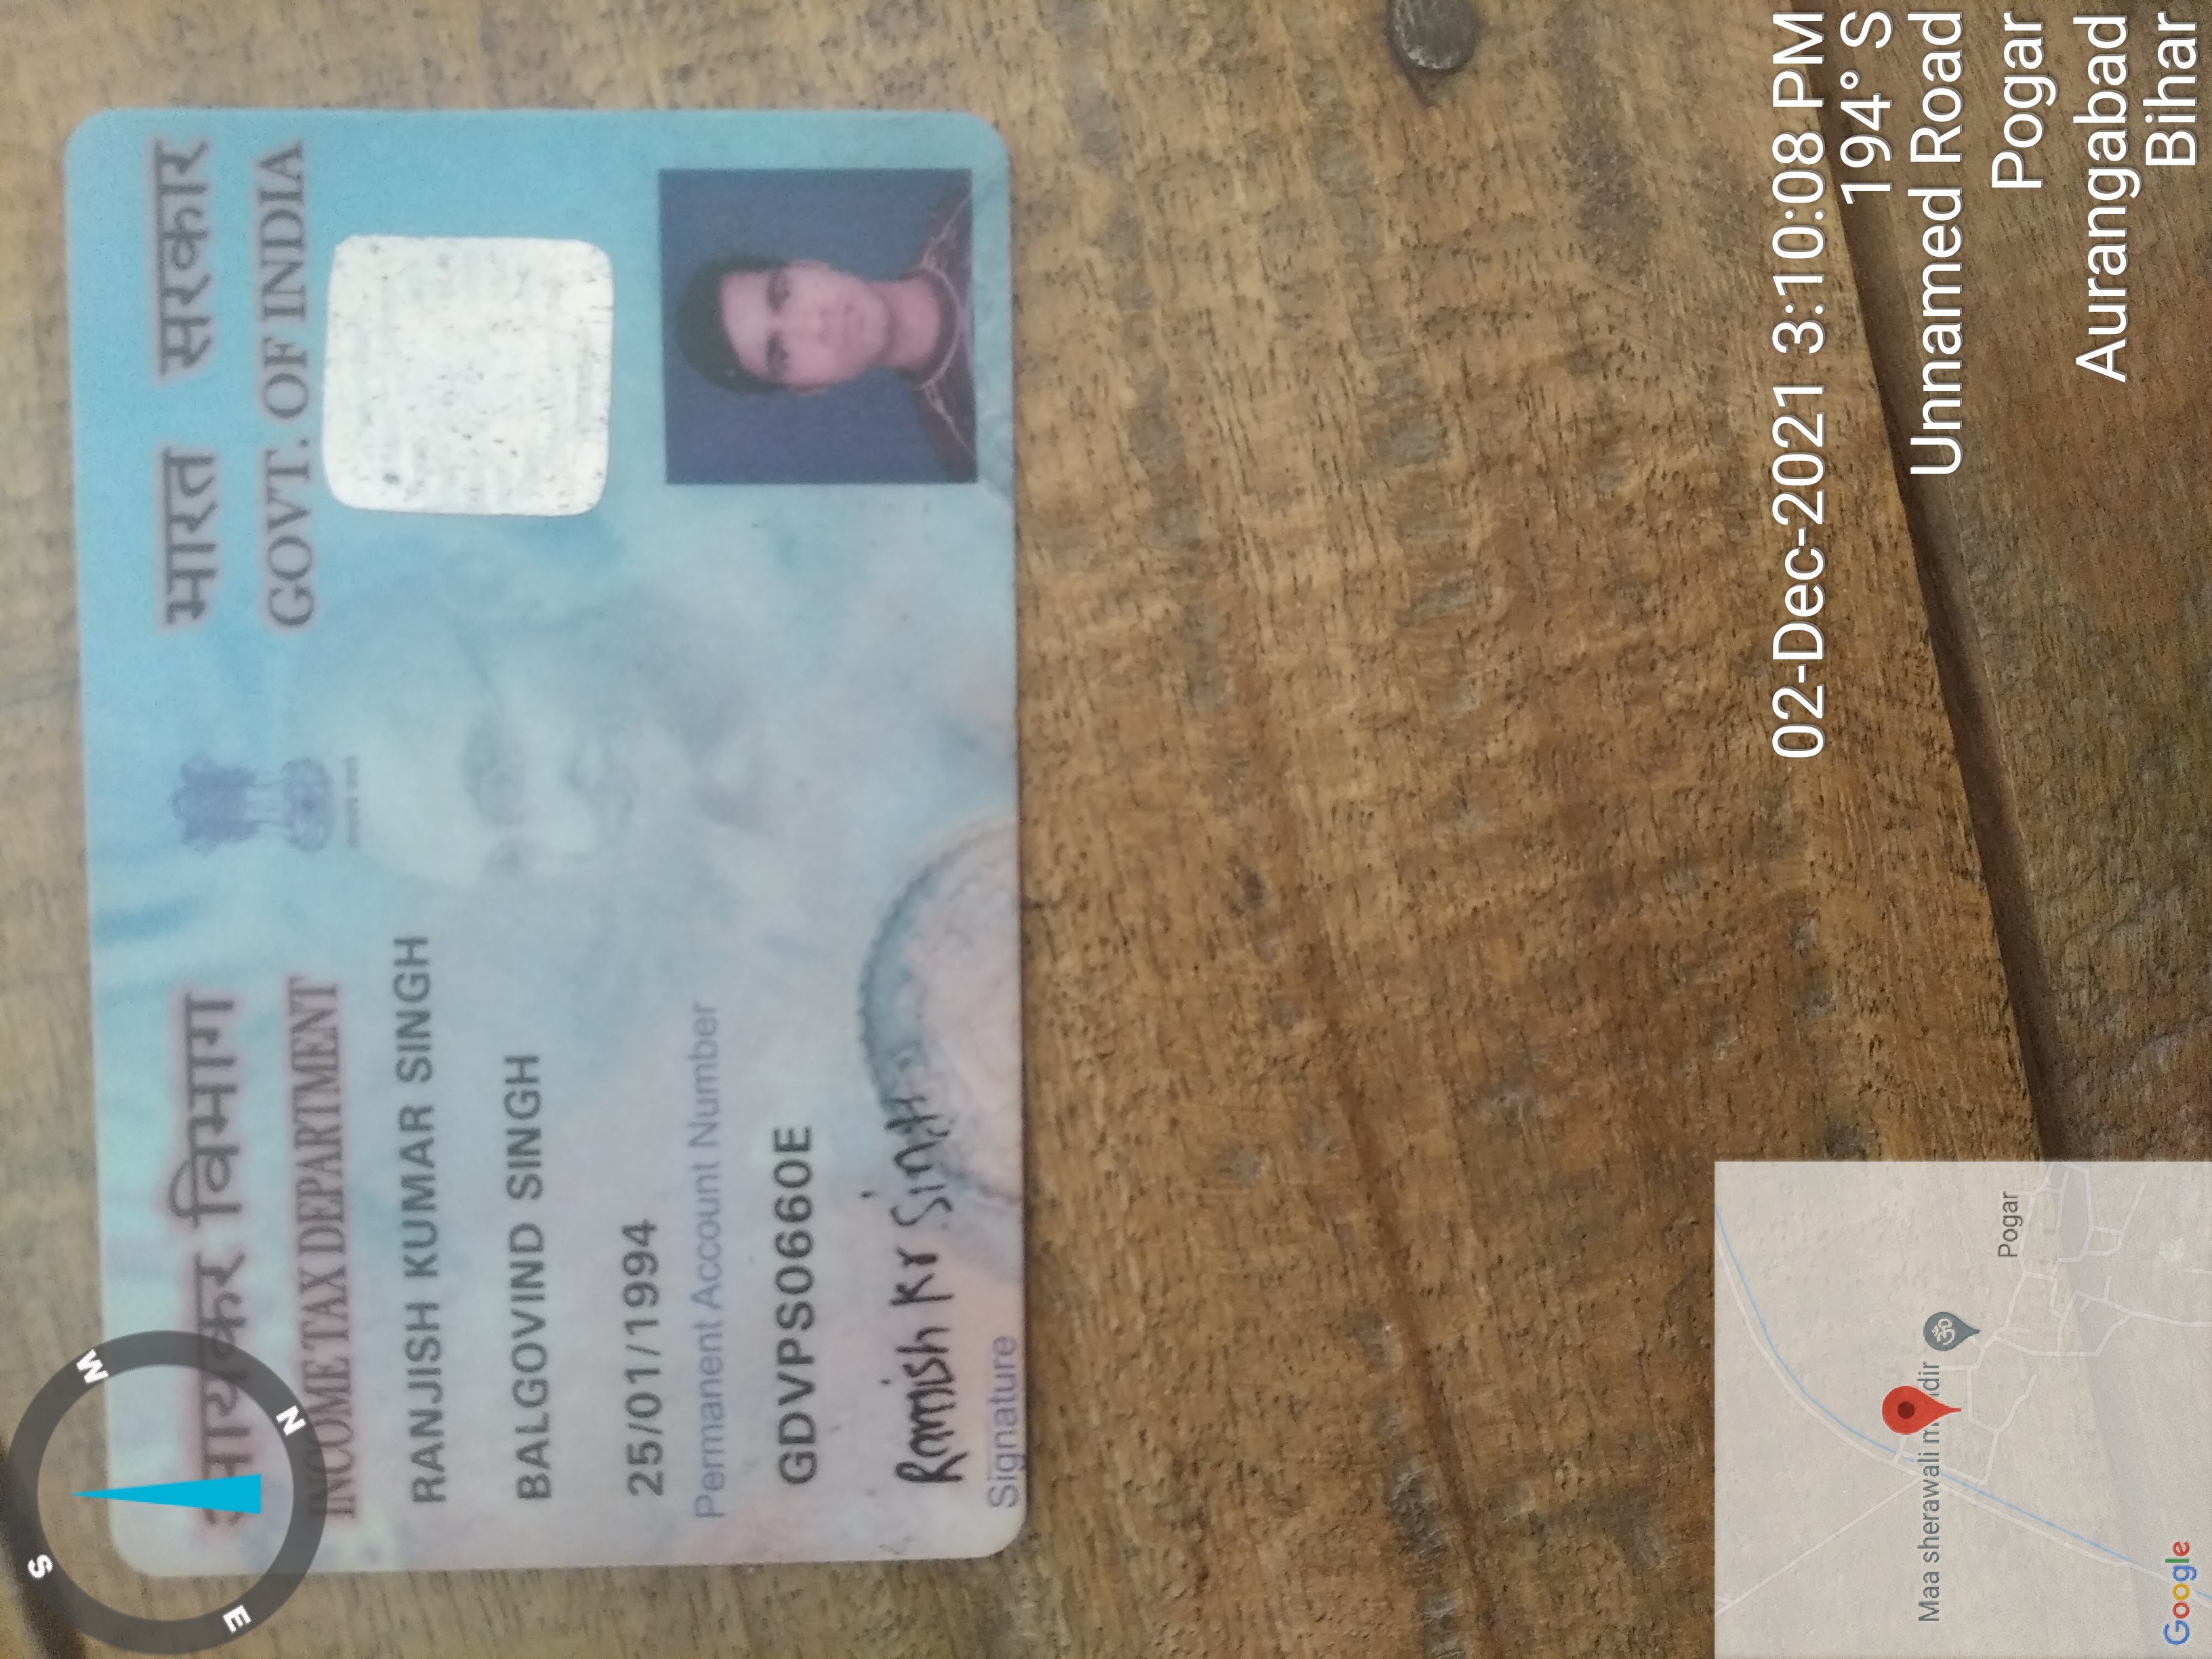 S
W
E
N
आयकर विभाग
INCOME TAX DEPARTMENT
भारत सरकार
GOVT. OF INDIA
RANJISH KUMAR SINGH
BALGOVIND SINGH
25/01/1994
Permanent Account Number
GDVPS0660E
Ranjish Kr Singh
Signature
Maa sherawali
Pogar
Google
02-Dec-2021 3:10:08 PM
194° S
Unnamed Road
Pogar
Aurangabad
Bihar